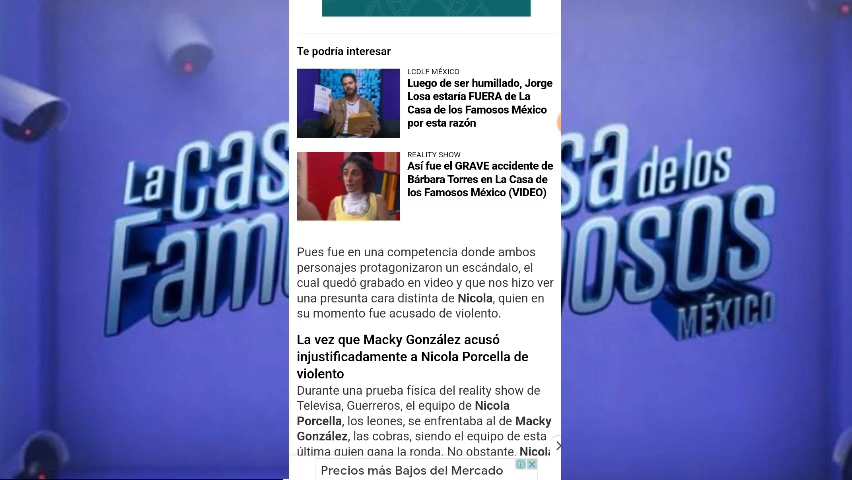 La Cas
Fam
sa de los
osos
MÉXICO
Te podría interesar
LCDLF MÉXICO
Luego de ser humillado, Jorge
Losa estaría FUERA de La
Casa de los Famosos México
por esta razón
REALITY SHOW
Así fue el GRAVE accidente de
Bárbara Torres en La Casa de
los Famosos México (VIDEO)
Pues fue en una competencia donde ambos
personajes protagonizaron un escándalo, el
cual quedó grabado en video y que nos hizo ver
una presunta cara distinta de Nicola, quien en
su momento fue acusado de violento.
La vez que Macky González acusó
injustificadamente a Nicola Porcella de
violento
Durante una prueba física del reality show de
Televisa, Guerreros, el equipo de Nicola
Porcella, los leones, se enfrentaba al de Macky
González, las cobras, siendo el equipo de esta
última quien gana la ronda. No obstante, Nicola
Precios más Bajos del Mercado